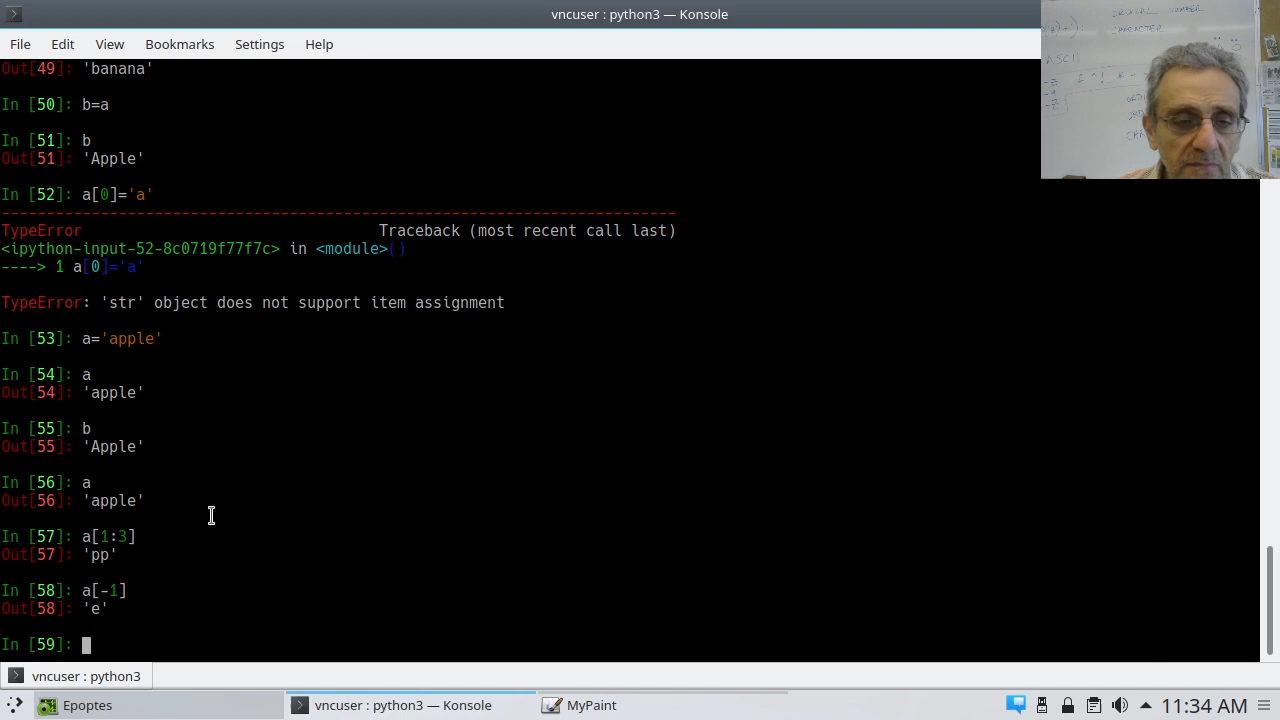 vncuser : python3 — Konsole
File Edit View Bookmarks Settings Help
Out[49]: 'banana'
In [50]: b=a
In [51]: b
Out[51]: 'Apple'
In [52]: a[0]='a'
---------------------------------------------------------------------------
TypeError                                 Traceback (most recent call last)
<ipython-input-52-8c0719f77f7c> in <module>()
----> 1 a[0]='a'
TypeError: 'str' object does not support item assignment
In [53]: a='apple'
In [54]: a
Out[54]: 'apple'
In [55]: b
Out[55]: 'Apple'
In [56]: a
Out[56]: 'apple'
In [57]: a[1:3]
Out[57]: 'pp'
In [58]: a[-1]
Out[58]: 'e'
In [59]:
vncuser : python3
Epoptes
vncuser : python3 — Konsole
MyPaint
11:34 AM
ORDINAL NUMBER
CHARACTER
ASCII